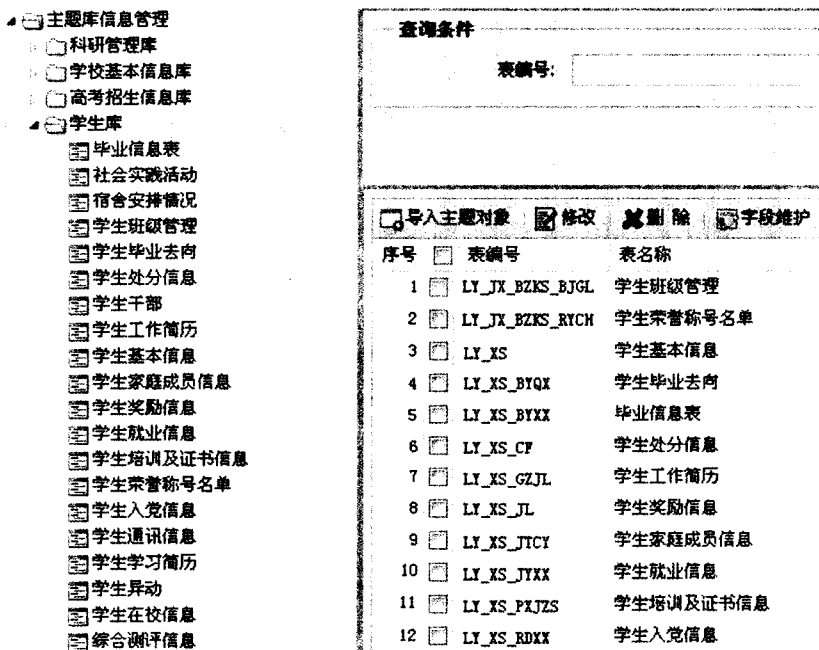 主题库信息管理
科研管理库
学校基本信息库
高考招生信息库
学生库
毕业信息表
社会实践活动
宿舍安排情况
学生班级管理
学生毕业去向
学生处分信息
学生干部
学生工作简历
学生基本信息
学生家庭成员信息
学生奖励信息
学生就业信息
学生培训及证书信息
学生荣誉称号名单
学生入党信息
学生通讯信息
学生学习简历
学生异动
学生在校信息
综合测评信息
查询条件
表编号:
导入主题对象 修改 删除 字段维护
序号 表编号 表名称
1 LY_JX_BZKS_BJGL 学生班级管理
2 LY_JX_BZKS_RYCH 学生荣誉称号名单
3 LY_XS 学生基本信息
4 LY_XS_BYQX 学生毕业去向
5 LY_XS_BYXX 毕业信息表
6 LY_XS_CF 学生处分信息
7 LY_XS_GZJL 学生工作简历
8 LY_XS_JL 学生奖励信息
9 LY_XS_JTCY 学生家庭成员信息
10 LY_XS_JYXX 学生就业信息
11 LY_XS_PXJZS 学生培训及证书信息
12 LY_XS_RDXX 学生入党信息